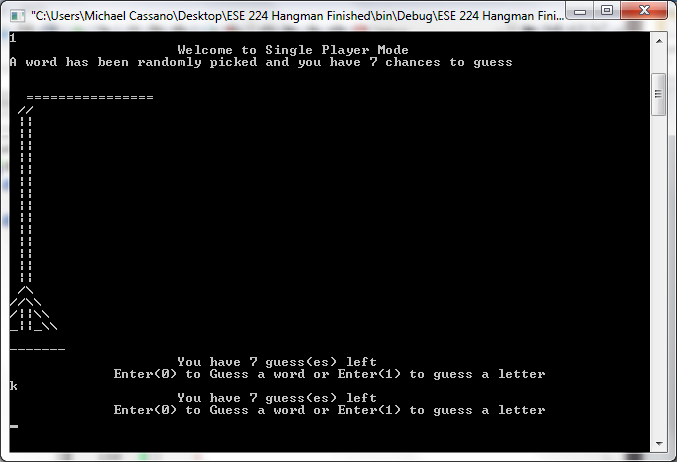 "C:\Users\Michael Cassano\Desktop\ESE 224 Hangman Finished\bin\Debug\ESE 224 Hangman Fini...
1
Welcome to Single Player Mode
A word has been randomly picked and you have 7 chances to guess
================
//
||
||
||
||
||
||
||
||
||
||
||
||
||
||
/\
//\\
/||\\
_||_\\
_______
You have 7 guess(es) left
Enter(0) to Guess a word or Enter(1) to guess a letter
k
You have 7 guess(es) left
Enter(0) to Guess a word or Enter(1) to guess a letter
_